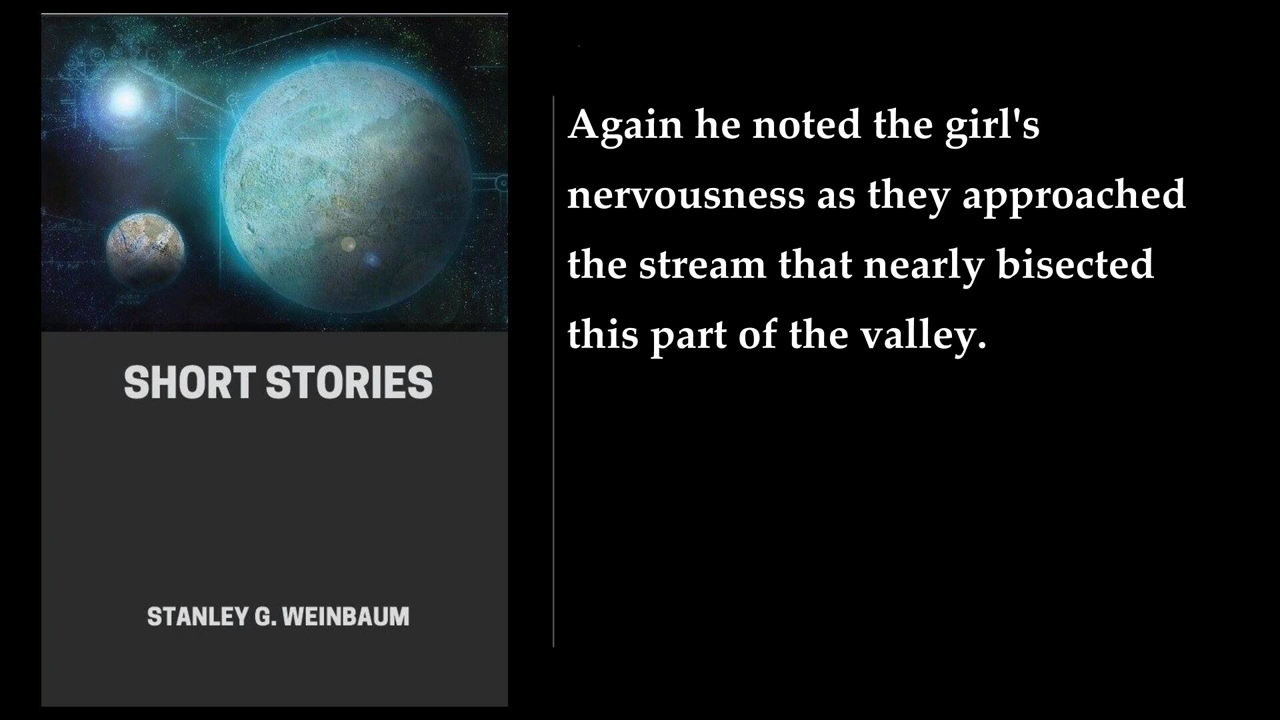 SHORT STORIES
STANLEY G. WEINBAUM
Again he noted the girl's
nervousness as they approached
the stream that nearly bisected
this part of the valley.